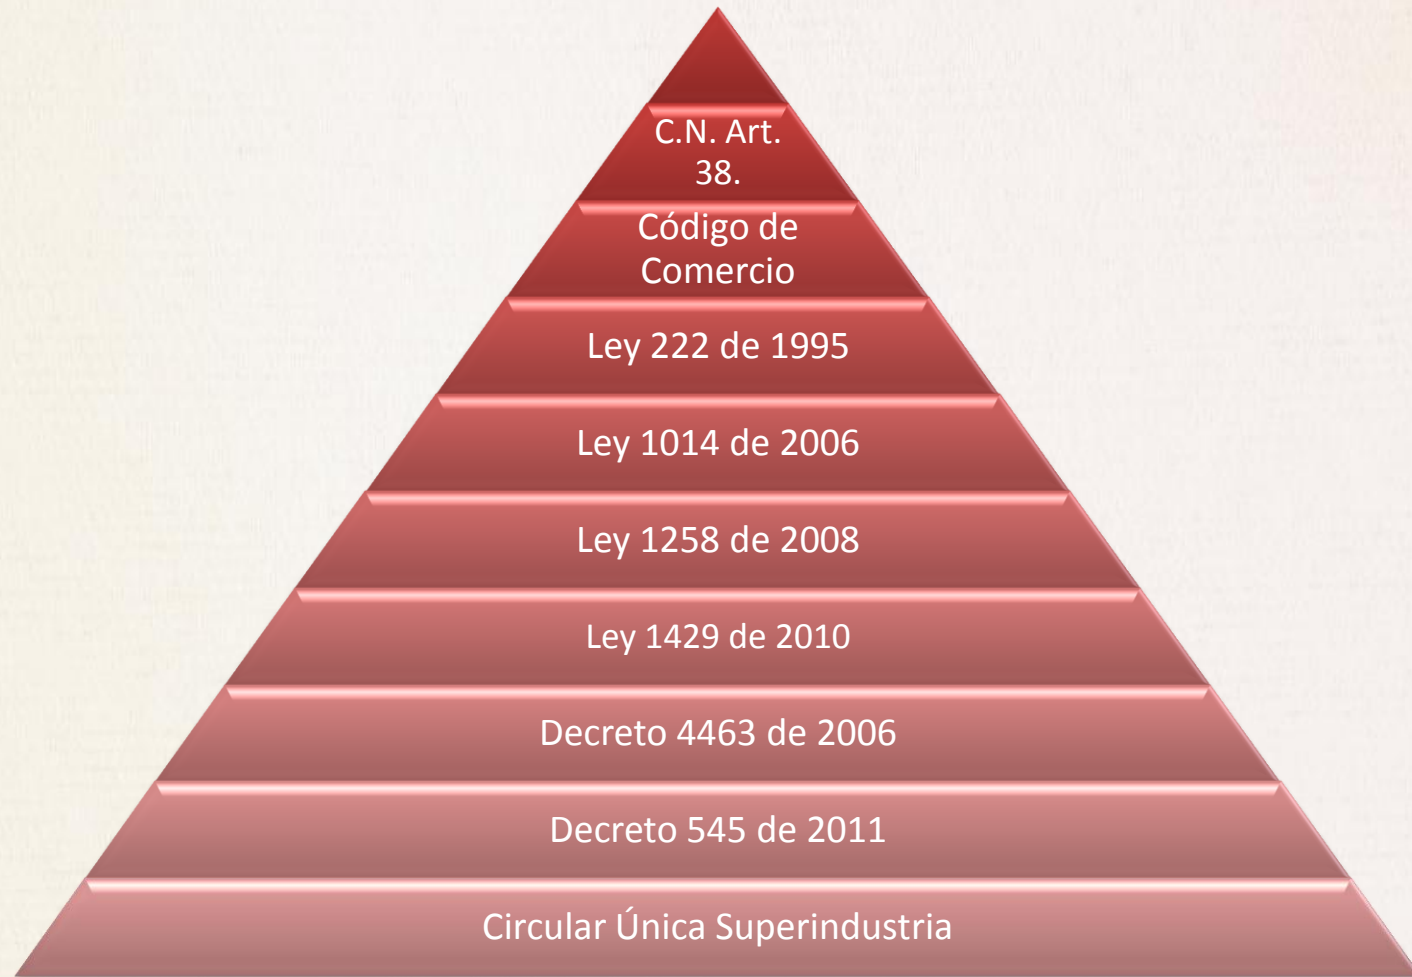 C.N. Art.
38.
Código de
Comercio
Ley 222 de 1995
Ley 1014 de 2006
Ley 1258 de 2008
Ley 1429 de 2010
Decreto 4463 de 2006
Decreto 545 de 2011
Circular Única Superindustria